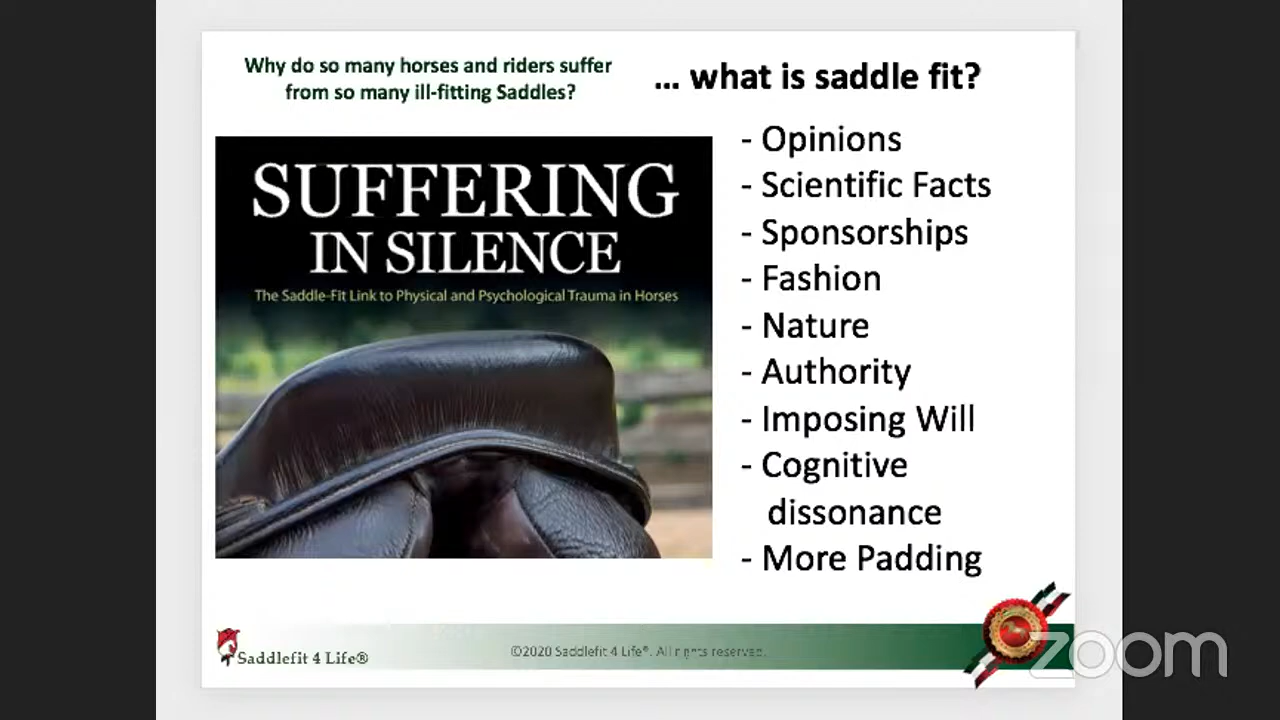 Why do so many horses and riders suffer
from so many ill-fitting Saddles?
... what is saddle fit?
SUFFERING
IN SILENCE
The Saddle-Fit Link to Physical and Psychological Trauma in Horses
- Opinions
- Scientific Facts
- Sponsorships
- Fashion
- Nature
- Authority
- Imposing Will
- Cognitive
dissonance
- More Padding
Saddlefit 4 Life®
©2020 Saddlefit 4 Life®. All rights reserved.
zoom